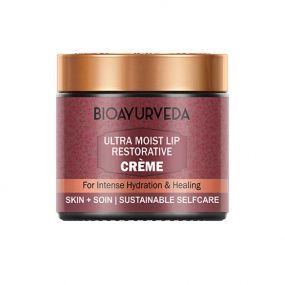 BIOAYURVEDA
ULTRA MOIST LIP
RESTORATIVE
CRÈME
For Intense Hydration & Healing
SKIN + SOIN | SUSTAINABLE SELFCARE